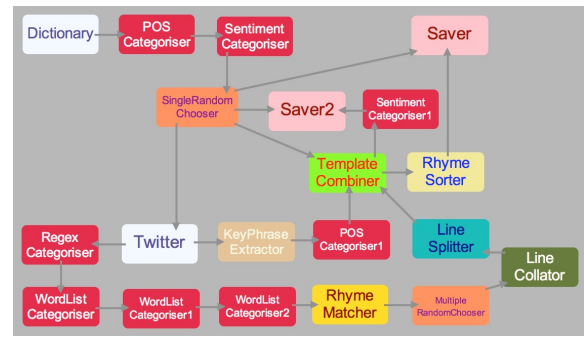 Dictionary
POS
Categoriser
Sentiment
Categoriser
Saver
SingleRandom
Chooser
Saver2
Sentiment
Categoriser1
Template
Combiner
Rhyme
Sorter
Regex
Categoriser
Twitter
KeyPhrase
Extractor
POS
Categoriser1
Line
Splitter
Line
Collator
WordList
Categoriser
WordList
Categoriser1
WordList
Categoriser2
Rhyme
Matcher
Multiple
RandomChooser